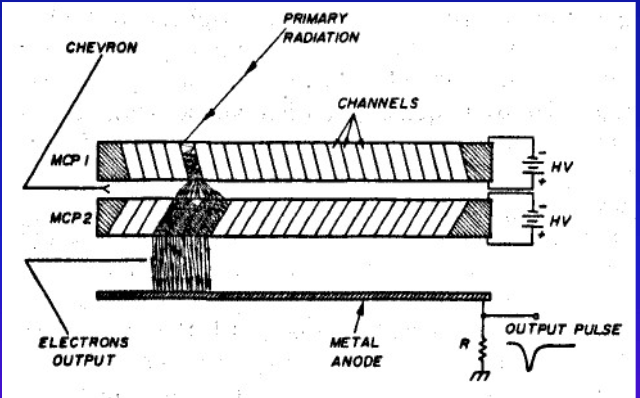 PRIMARY
RADIATION
CHEVRON
CHANNELS
MCP 1
- HV
+
MCP 2
- HV
+
ELECTRONS
OUTPUT
METAL
ANODE
R
OUTPUT PULSE